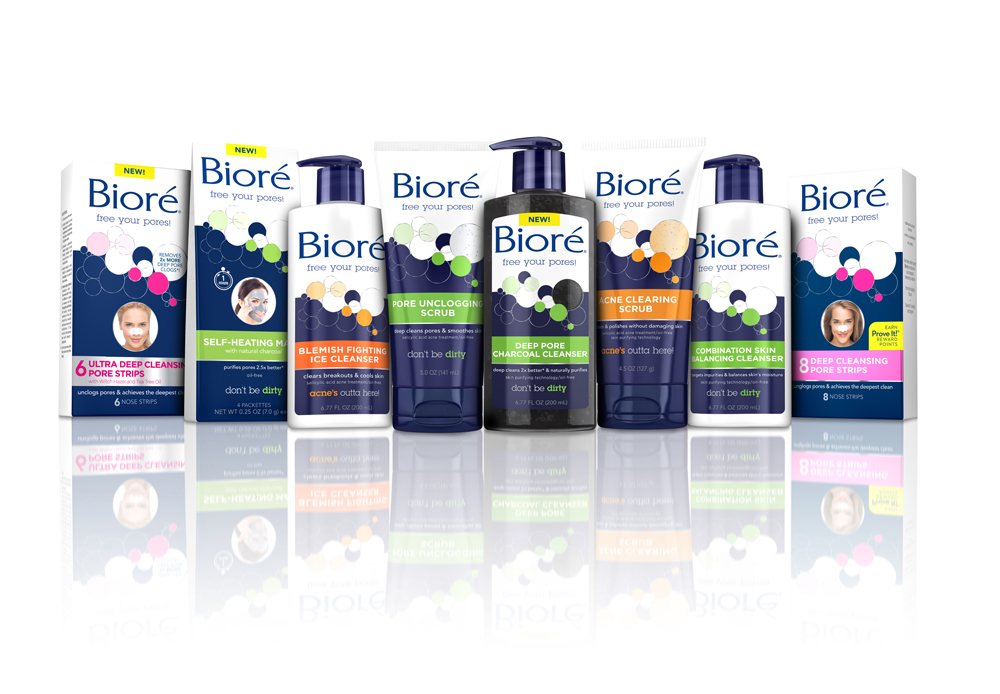 NEW!
Bioré
free your pores!
REMOVES
2x MORE
DEEP PORE
CLOGS*†
6 ULTRA DEEP CLEANSIN
PORE STRIPS
with Witch Hazel and Tea Tree Oil
unclogs pores & achieves the deepest cl
6 NOSE STRIPS
NEW!
Bioré
free your pores!
1
MINUTE
SELF-HEATING MA
with natural charcoal
purifies pores 2.5x better*
oil-free
don't be dirty
4 PACKETTES
NET WT 0.25 OZ (7.0 g) e
Bioré
free your pores!
BLEMISH FIGHTING
ICE CLEANSER
clears breakouts & cools skin
salicylic acid acne treatment/oil-free
acne's outta here!
6.77 FL OZ (200 mL)
Bioré
free your pores!
PORE UNCLOGGING
SCRUB
deep cleans pores & smoothes ski
salicylic acid acne treatment/oil-free
don't be dirty
5.0 OZ (141 mL)
NEW!
Bioré
free your pores!
DEEP PORE
CHARCOAL CLEANSER
deep-cleans 2x better* & naturally purifies
skin purifying technology/oil-free
don't be dirty
6.77 FL OZ (200 mL)
Bioré
free your pores!
ACNE CLEARING
SCRUB
& polishes without damaging skin
salicylic acid acne treatment/oil-free
skin purifying technology
acne's outta here!
4.5 OZ (127 g)
Bioré
free your pores!
COMBINATION SKIN
BALANCING CLEANSER
targets impurities & balances skin's moisture
skin purifying technology/oil-free
don't be dirty
6.77 FL OZ (200 mL)
Bioré
free your pores!
EARN
Prove It!
REWARD
POINTS
8 DEEP CLEANSING
PORE STRIPS
unclogs pores & achieves the deepest clean
8 NOSE STRIPS